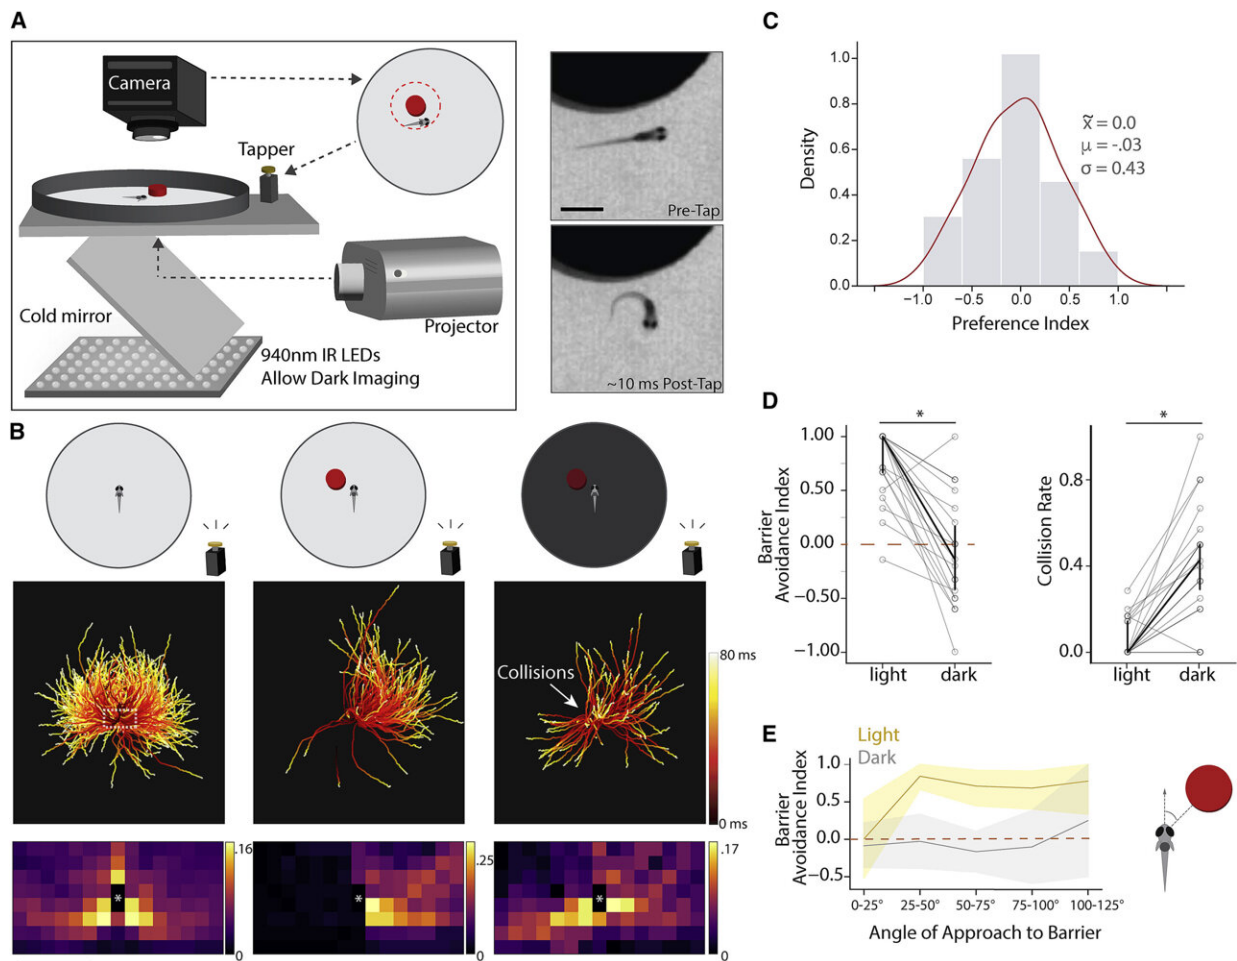 A
Camera
Tapper
Cold mirror
Projector
940nm IR LEDs
Allow Dark Imaging
Pre-Tap
~10 ms Post-Tap
C
Density
1.0
0.8
0.6
0.4
0.2
0.0
x̃ = 0.0
μ = -.03
σ = 0.43
−1.0
−0.5
0.0
0.5
1.0
Preference Index
B
Collisions
80 ms
0 ms
*
.16
0
*
.25
0
*
.17
0
D
Barrier
Avoidance Index
*
1.00
0.50
0.00
−0.50
−1.00
light
dark
Collision Rate
*
0.8
0.4
0.0
light
dark
E
Light
Dark
Barrier
Avoidance Index
1.0
0.5
0.0
−0.5
0-25°
25-50°
50-75°
75-100°
100-125°
Angle of Approach to Barrier